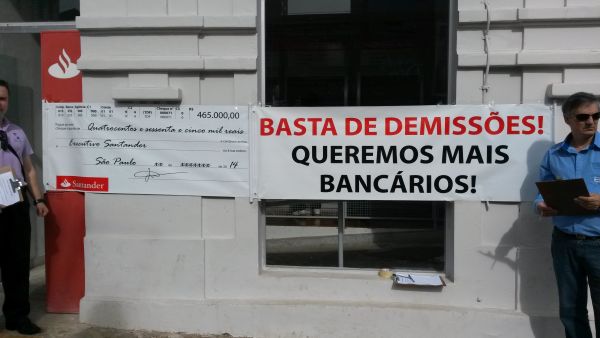 465.000,00
Quatrocentos e sessenta e cinco mil reais
Executivo Santander
São Paulo
14
Santander
BASTA DE DEMISSÕES!
QUEREMOS MAIS
BANCÁRIOS!